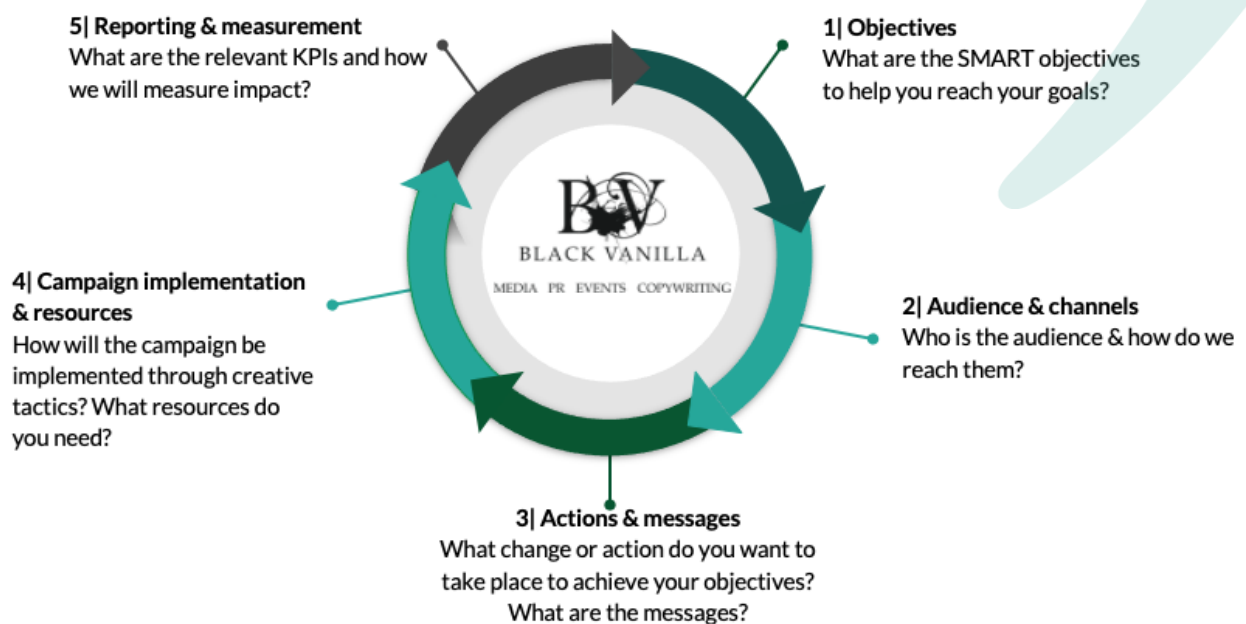 5| Reporting & measurement
What are the relevant KPIs and how
we will measure impact?
1| Objectives
What are the SMART objectives
to help you reach your goals?
BV
BLACK VANILLA
MEDIA PR EVENTS COPYWRITING
4| Campaign implementation
& resources
How will the campaign be
implemented through creative
tactics? What resources do
you need?
2| Audience & channels
Who is the audience & how do we
reach them?
3| Actions & messages
What change or action do you want to
take place to achieve your objectives?
What are the messages?